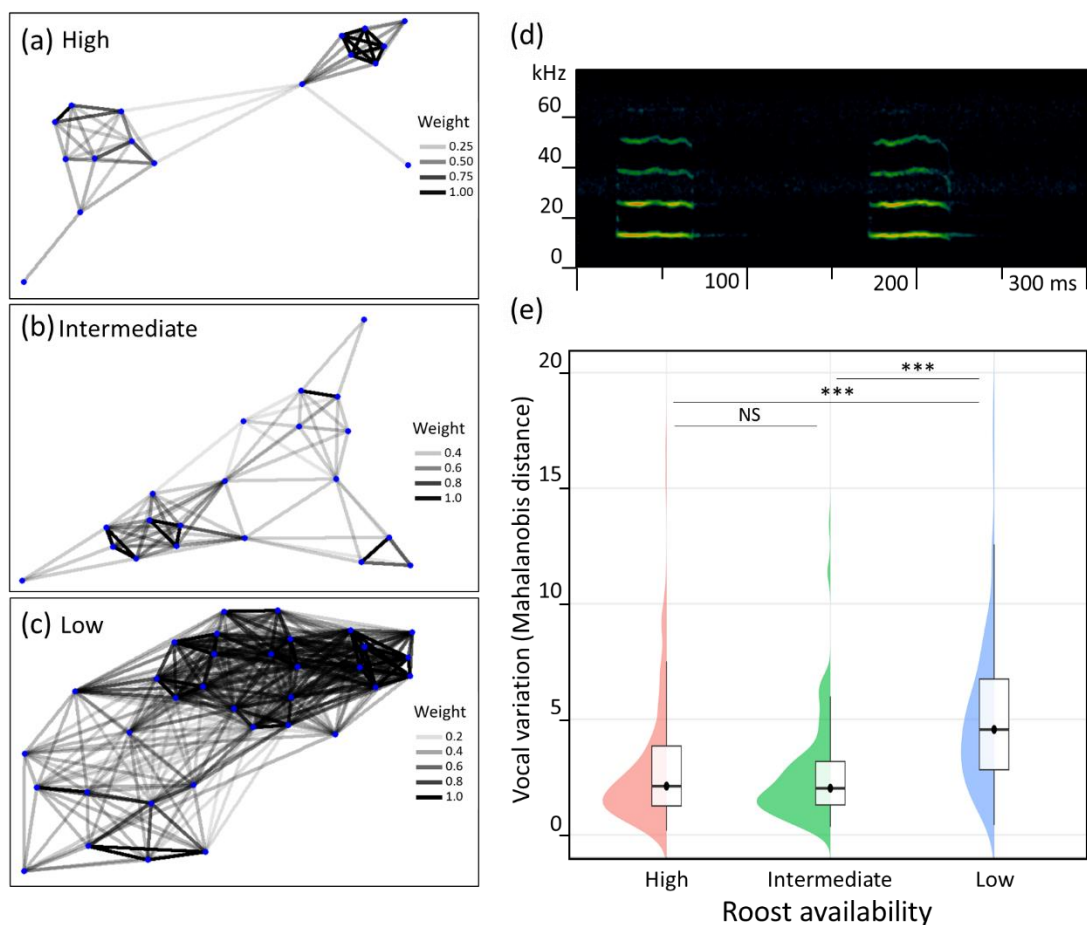 (a) High
Weight
0.25
0.50
0.75
1.00
(b) Intermediate
Weight
0.4
0.6
0.8
1.0
(c) Low
Weight
0.2
0.4
0.6
0.8
1.0
(d)
kHz
60
40
20
0
100
200
300 ms
(e)
Vocal variation (Mahalanobis distance)
20
15
10
5
0
***
***
NS
High
Intermediate
Low
Roost availability